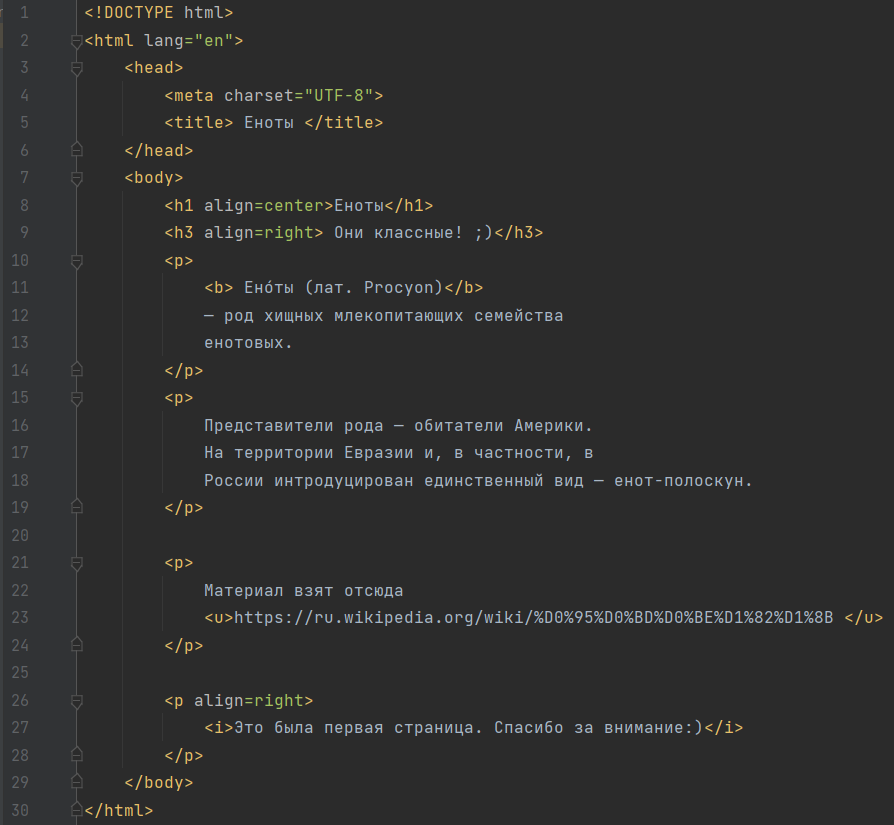 1 <!DOCTYPE html>
2 <html lang="en">
3 <head>
4 <meta charset="UTF-8">
5 <title> Еноты </title>
6 </head>
7 <body>
8 <h1 align=center>Еноты</h1>
9 <h3 align=right> Они классные! ;)</h3>
10 <p>
11 <b> Ено́ты (лат. Procyon)</b>
12 — род хищных млекопитающих семейства
13 енотовых.
14 </p>
15 <p>
16 Представители рода — обитатели Америки.
17 На территории Евразии и, в частности, в
18 России интродуцирован единственный вид — енот-полоскун.
19 </p>
20
21 <p>
22 Материал взят отсюда
23 <u>https://ru.wikipedia.org/wiki/%D0%95%D0%BD%D0%BE%D1%82%D1%8B </u>
24 </p>
25
26 <p align=right>
27 <i>Это была первая страница. Спасибо за внимание:)</i>
28 </p>
29 </body>
30 </html>